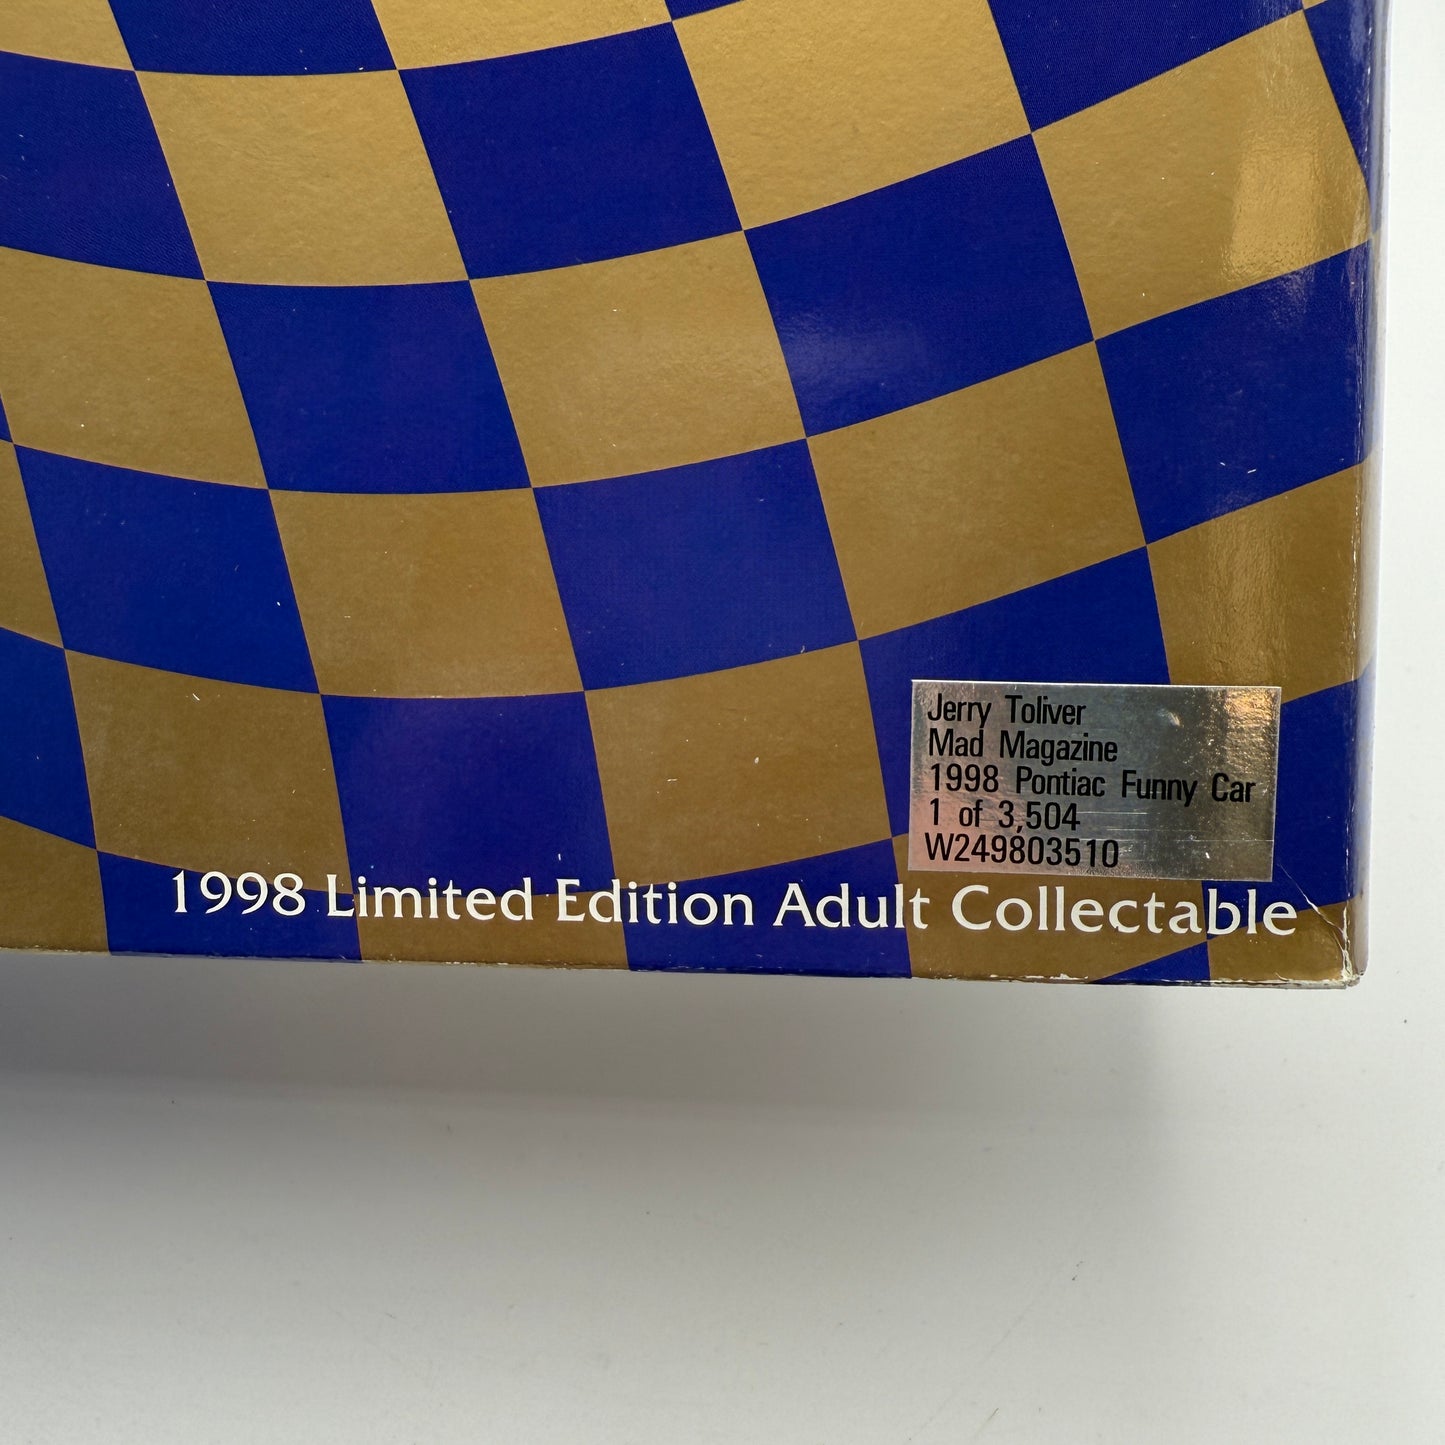 Jerry Toliver
Mad Magazine
1998 Pontiac Funny Car
1 of 3,504
W249803510
1998 Limited Edition Adult Collectable